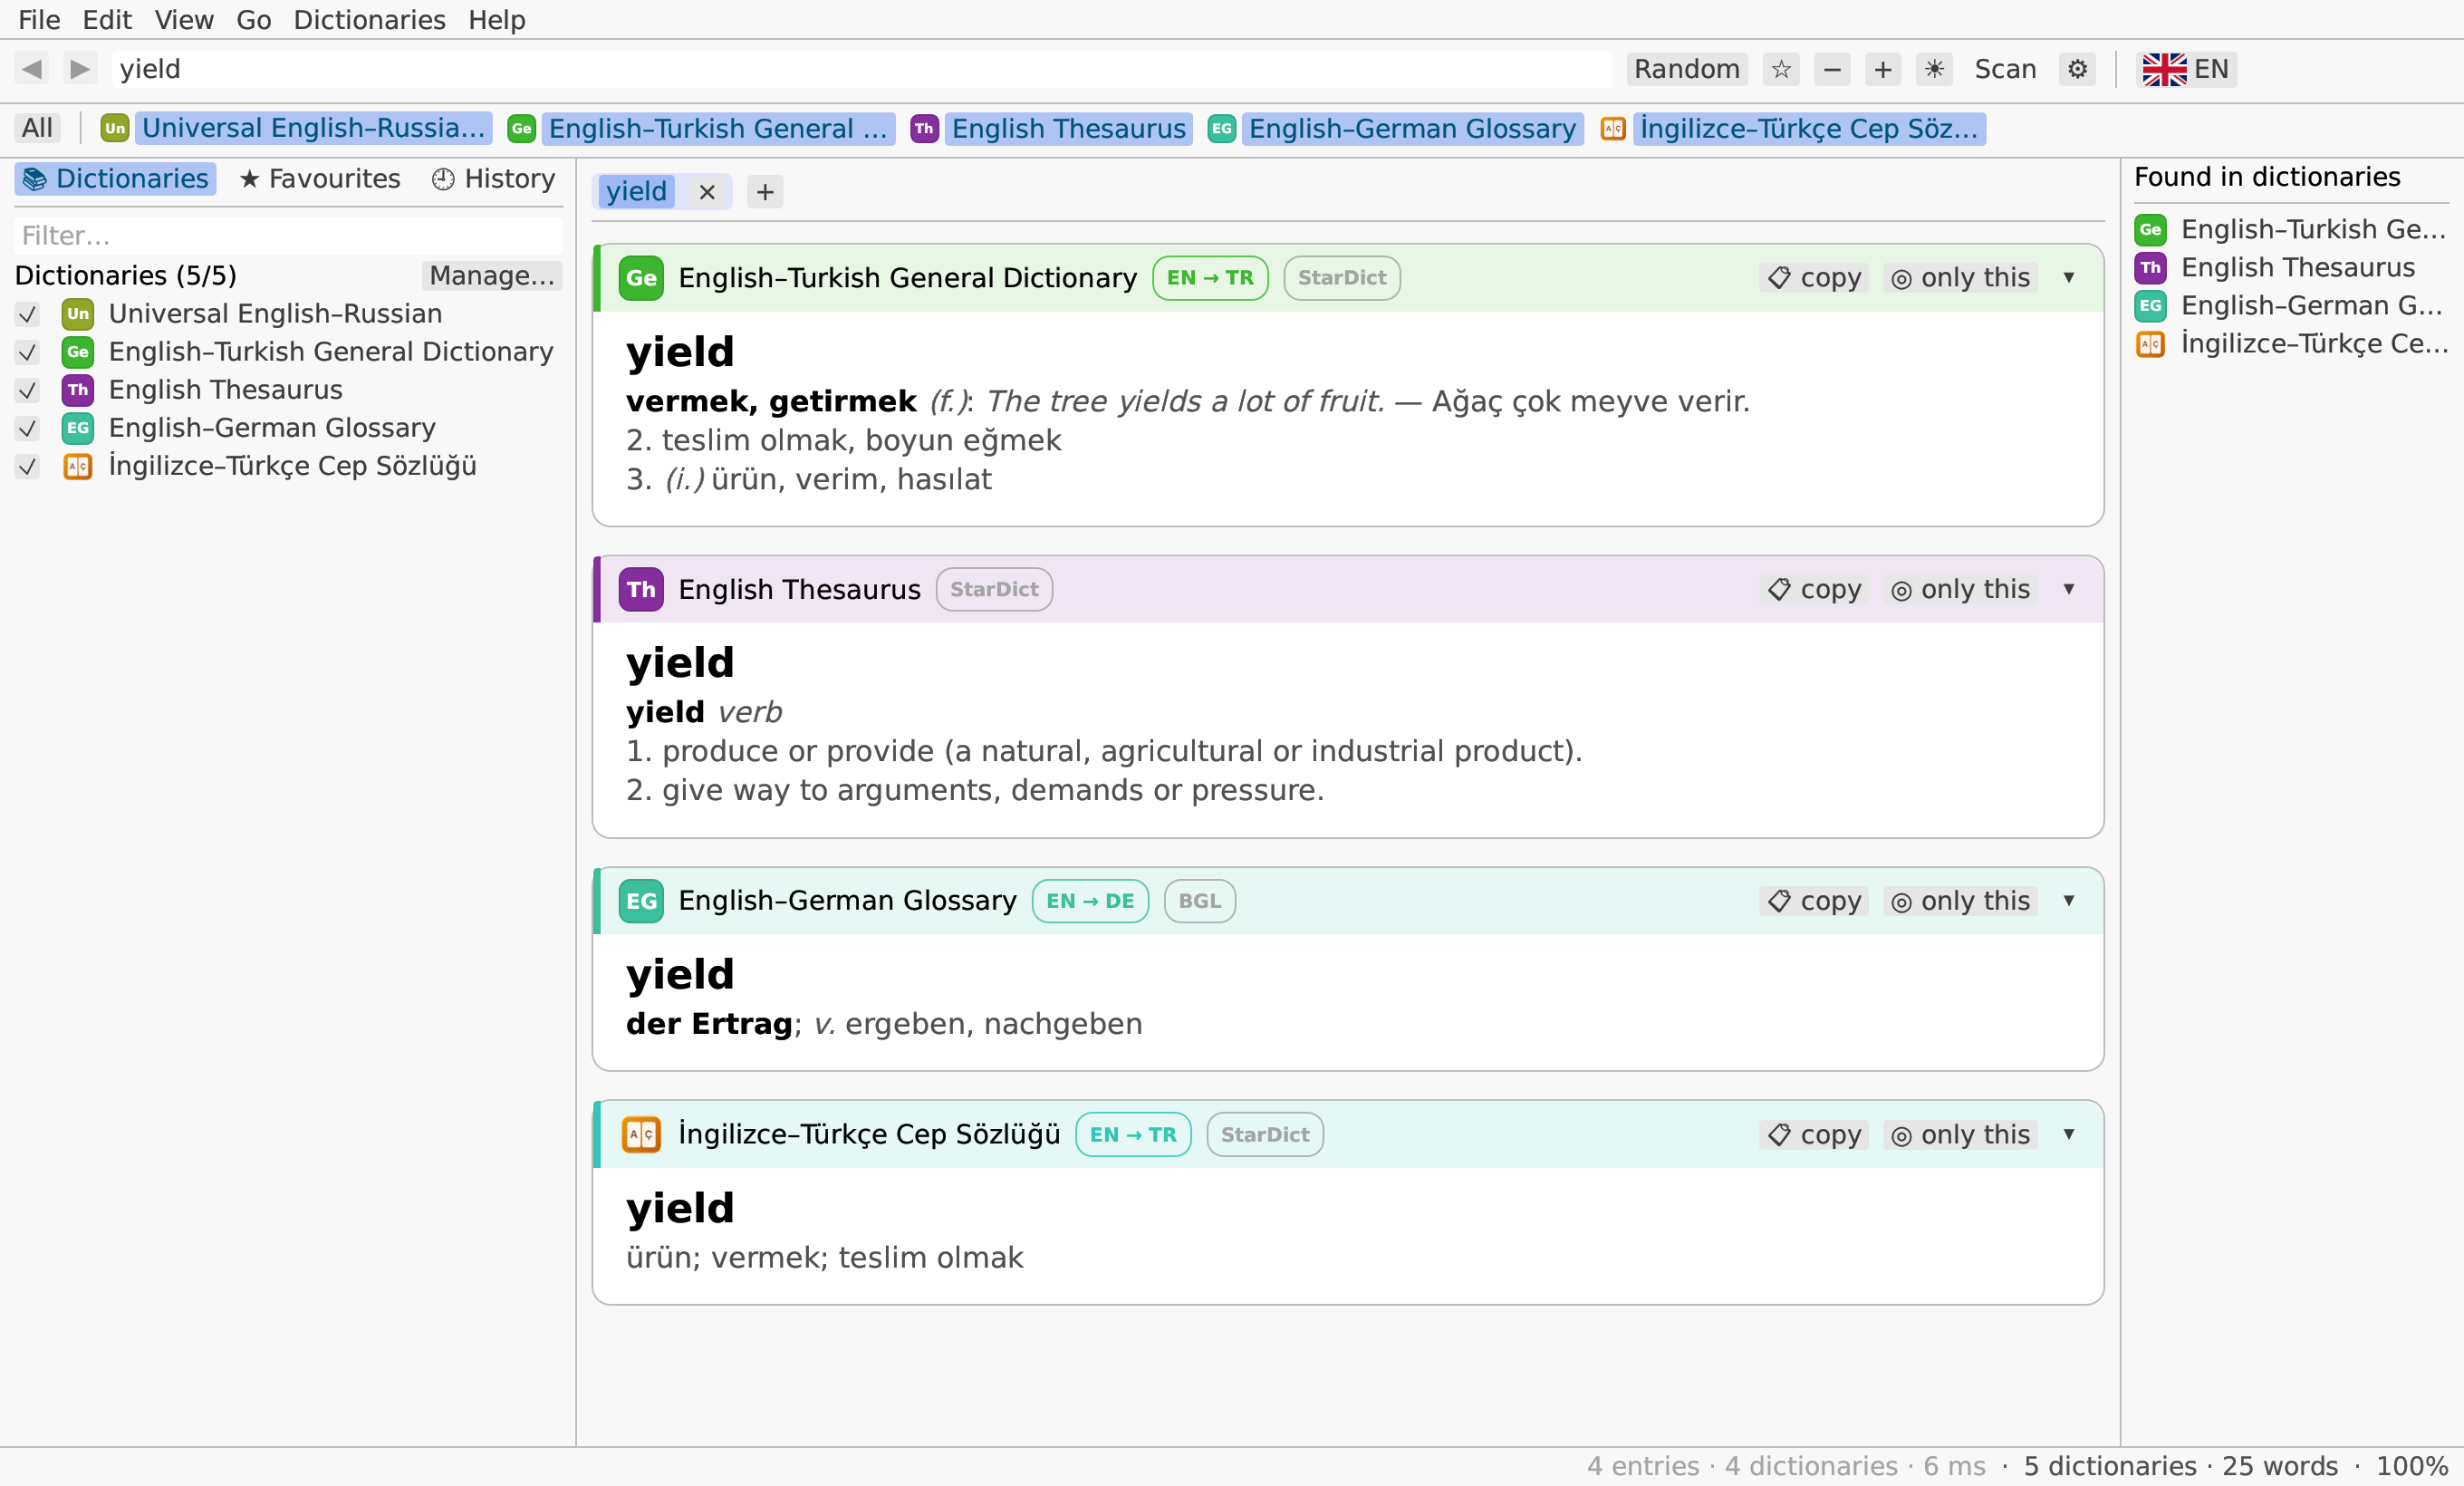 File Edit View Go Dictionaries Help
◀ ▶ yield Random ☆ − + ☀ Scan ⚙ EN
All Un Universal English–Russia… Ge English–Turkish General … Th English Thesaurus EG English–German Glossary AÇ İngilizce–Türkçe Cep Söz…
📚 Dictionaries ★ Favourites 🕘 History
Filter…
Dictionaries (5/5) Manage…
✓ Un Universal English–Russian
✓ Ge English–Turkish General Dictionary
✓ Th English Thesaurus
✓ EG English–German Glossary
✓ AÇ İngilizce–Türkçe Cep Sözlüğü
yield × +
Ge English–Turkish General Dictionary EN → TR StarDict copy ◎ only this ▼
yield
vermek, getirmek (f.): The tree yields a lot of fruit. — Ağaç çok meyve verir.
2. teslim olmak, boyun eğmek
3. (i.) ürün, verim, hasılat
Th English Thesaurus StarDict copy ◎ only this ▼
yield
yield verb
1. produce or provide (a natural, agricultural or industrial product).
2. give way to arguments, demands or pressure.
EG English–German Glossary EN → DE BGL copy ◎ only this ▼
yield
der Ertrag; v. ergeben, nachgeben
AÇ İngilizce–Türkçe Cep Sözlüğü EN → TR StarDict copy ◎ only this ▼
yield
ürün; vermek; teslim olmak
Found in dictionaries
Ge English–Turkish Ge…
Th English Thesaurus
EG English–German G…
AÇ İngilizce–Türkçe Ce…
4 entries · 4 dictionaries · 6 ms · 5 dictionaries · 25 words · 100%